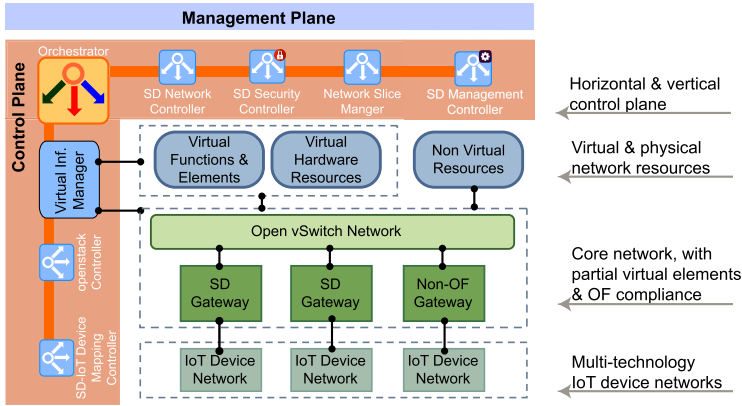 Management Plane
Control Plane
Orchestrator
SD Network
Controller
SD Security
Controller
Network Slice
Manger
SD Management
Controller
Horizontal & vertical
control plane
Virtual Inf.
Manager
Virtual
Functions &
Elements
Virtual
Hardware
Resources
Non Virtual
Resources
Virtual & physical
network resources
Open vSwitch Network
openstack
Controller
SD
Gateway
SD
Gateway
Non-OF
Gateway
Core network, with
partial virtual elements
& OF compliance
SD-IoT Device
Mapping
Controller
IoT Device
Network
IoT Device
Network
IoT Device
Network
Multi-technology
IoT device networks